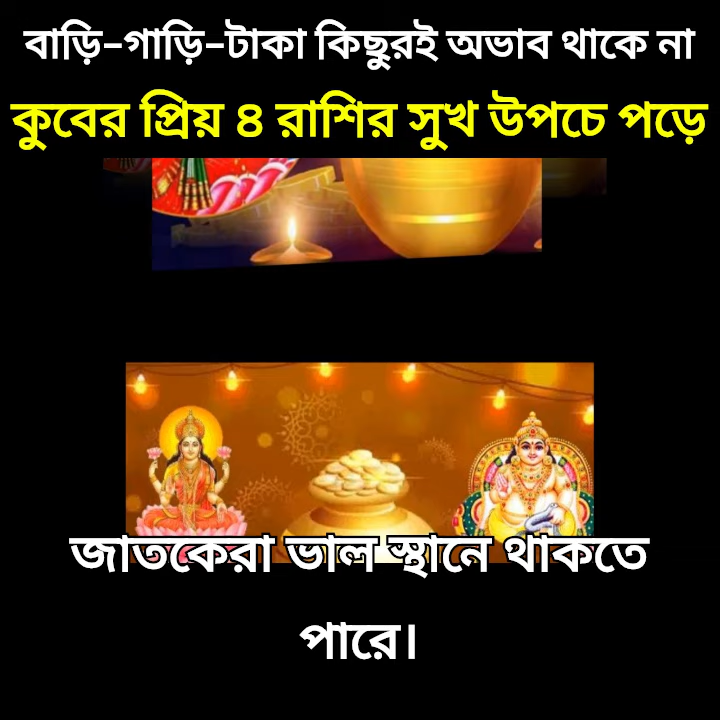 বাড়ি-গাড়ি-টাকা কিছুরই অভাব থাকে না
কুবের প্রিয় ৪ রাশির সুখ উপচে পড়ে
জাতকেরা ভাল স্থানে থাকতে
পারে।